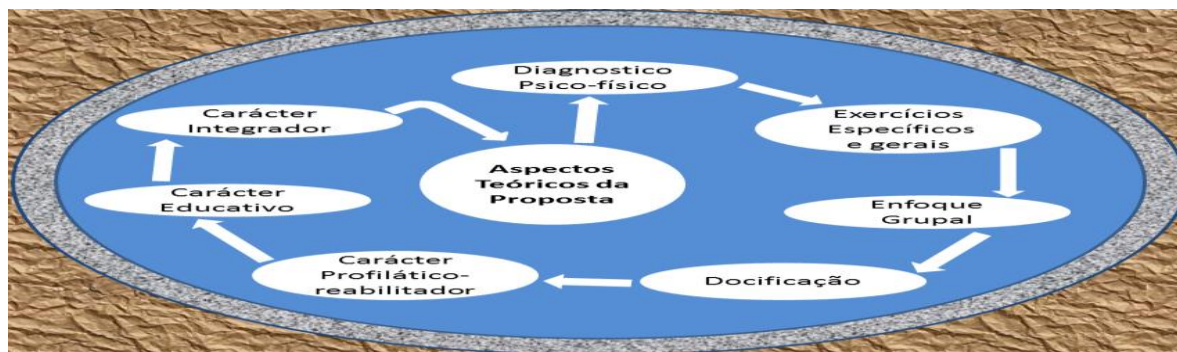 Diagnostico
Psico-físico
Exercícios
Específicos
e gerais
Enfoque
Grupal
Docificação
Carácter
Profilático-
reabilitador
Carácter
Educativo
Carácter
Integrador
Aspectos
Teóricos da
Proposta